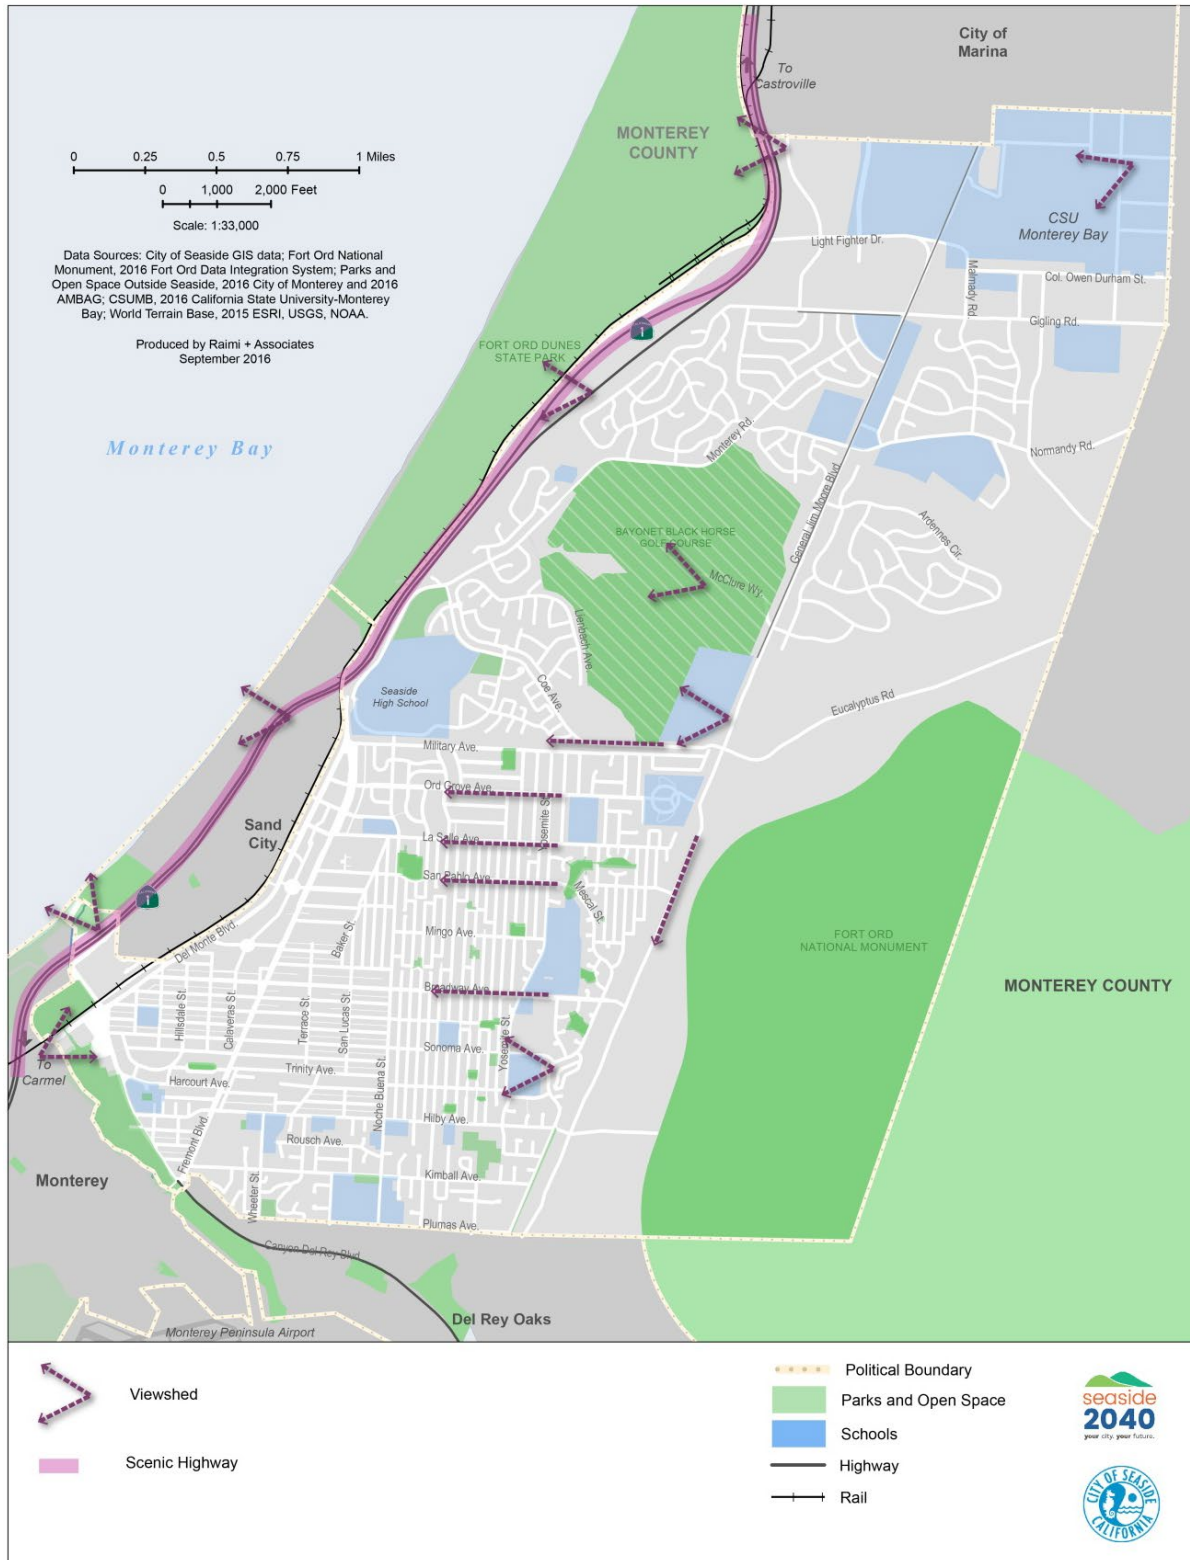 City of
Marina
To
Castroville
MONTEREY
COUNTY
0 0.25 0.5 0.75 1 Miles
0 1,000 2,000 Feet
Scale: 1:33,000
CSU
Monterey Bay
Light Fighter Dr.
Malmady Rd.
Col. Owen Durham St.
Gigling Rd.
Data Sources: City of Seaside GIS data; Fort Ord National
Monument, 2016 Fort Ord Data Integration System; Parks and
Open Space Outside Seaside, 2016 City of Monterey and 2016
AMBAG; CSUMB, 2016 California State University-Monterey
Bay; World Terrain Base, 2015 ESRI, USGS, NOAA.
Produced by Raimi + Associates
September 2016
1
FORT ORD DUNES
STATE PARK
Monterey Bay
Monterey Rd.
Normandy Rd.
General Jim Moore Blvd
Ardennes Cir.
BAYONET BLACK HORSE
GOLF COURSE
McClure Wy.
Lienbach Ave.
Coe Ave.
Seaside
High School
Eucalyptus Rd
Military Ave.
Ord Grove Ave.
Yosemite St.
Sand
City
La Salle Ave.
San Pablo Ave.
Mescal St.
1
Del Monte Blvd.
Baker St.
Mingo Ave.
FORT ORD
NATIONAL MONUMENT
MONTEREY COUNTY
Broadway Ave.
Hillsdale St.
Calaveras St.
Terrace St.
San Lucas St.
Yosemite St.
Sonoma Ave.
To
Carmel
Trinity Ave.
Harcourt Ave.
Noche Buena St.
Hilby Ave.
Fremont Blvd.
Rousch Ave.
Monterey
Kimball Ave.
Wheeler St.
Plumas Ave.
Canyon Del Rey Blvd.
Del Rey Oaks
Monterey Peninsula Airport
Viewshed
Scenic Highway
Political Boundary
Parks and Open Space
Schools
Highway
Rail
seaside
2040
your city. your future.
CITY OF SEASIDE
CALIFORNIA